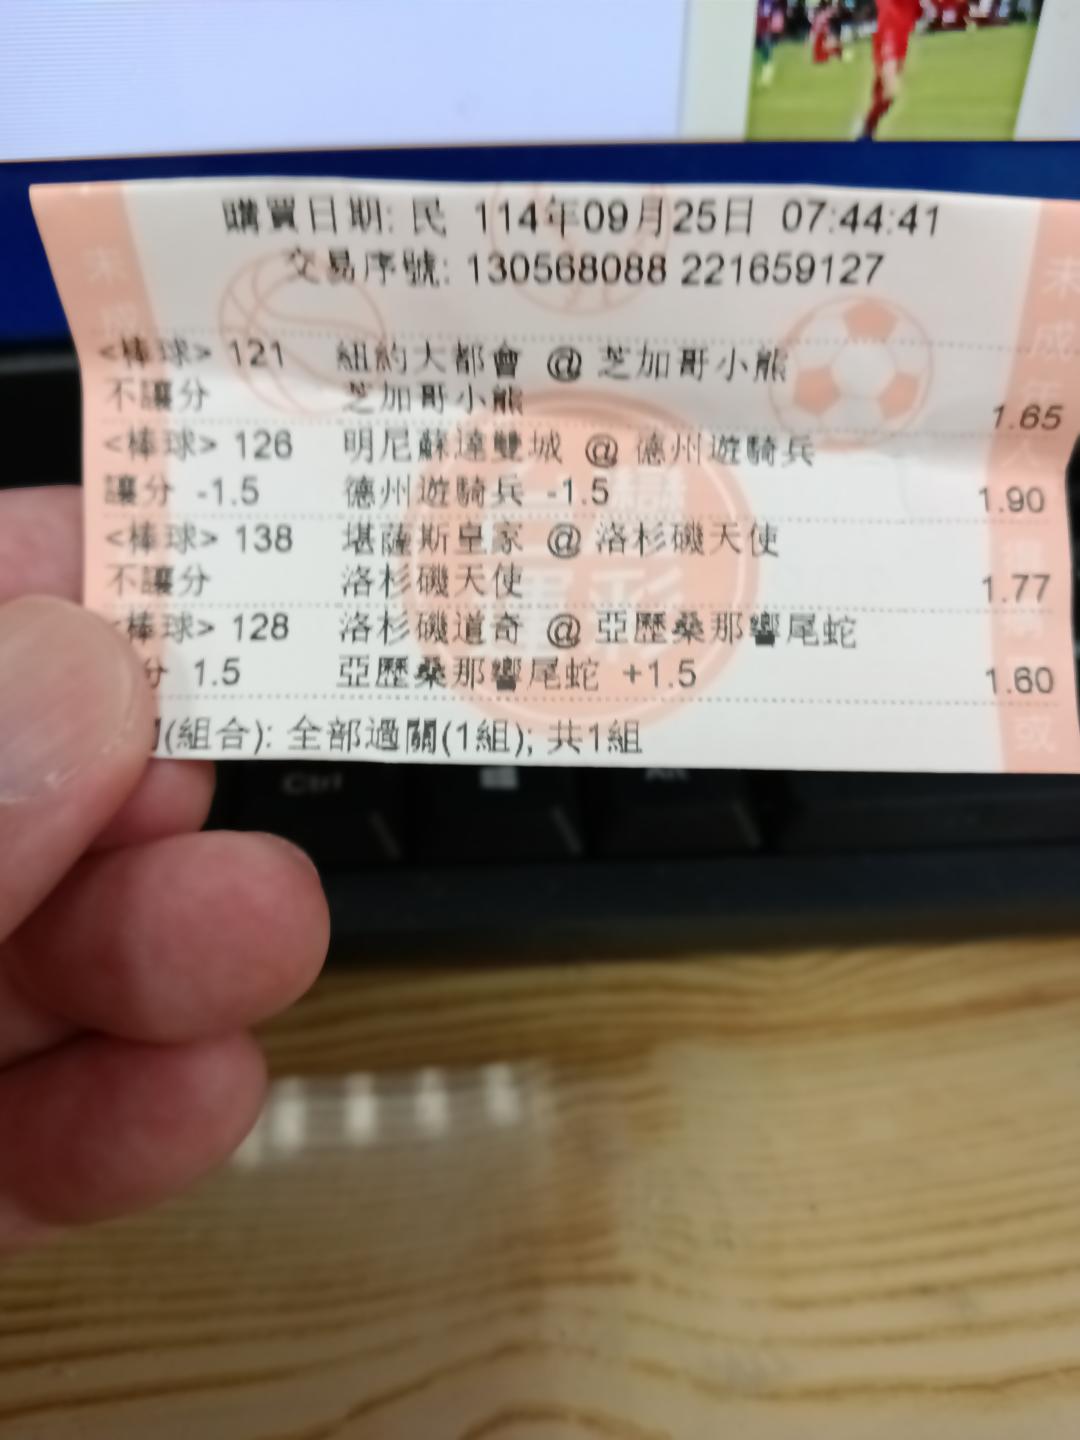 購買日期: 民 114年09月25日 07:44:41
交易序號: 130568088 221659127
<棒球> 121 紐約大都會 @ 芝加哥小熊
不讓分 芝加哥小熊 1.65
<棒球> 126 明尼蘇達雙城 @ 德州遊騎兵
讓分 -1.5 德州遊騎兵 -1.5 1.90
<棒球> 138 堪薩斯皇家 @ 洛杉磯天使
不讓分 洛杉磯天使 1.77
棒球> 128 洛杉磯道奇 @ 亞歷桑那響尾蛇
分 1.5 亞歷桑那響尾蛇 +1.5 1.60
(組合): 全部過關(1組); 共1組
Ctrl
Alt